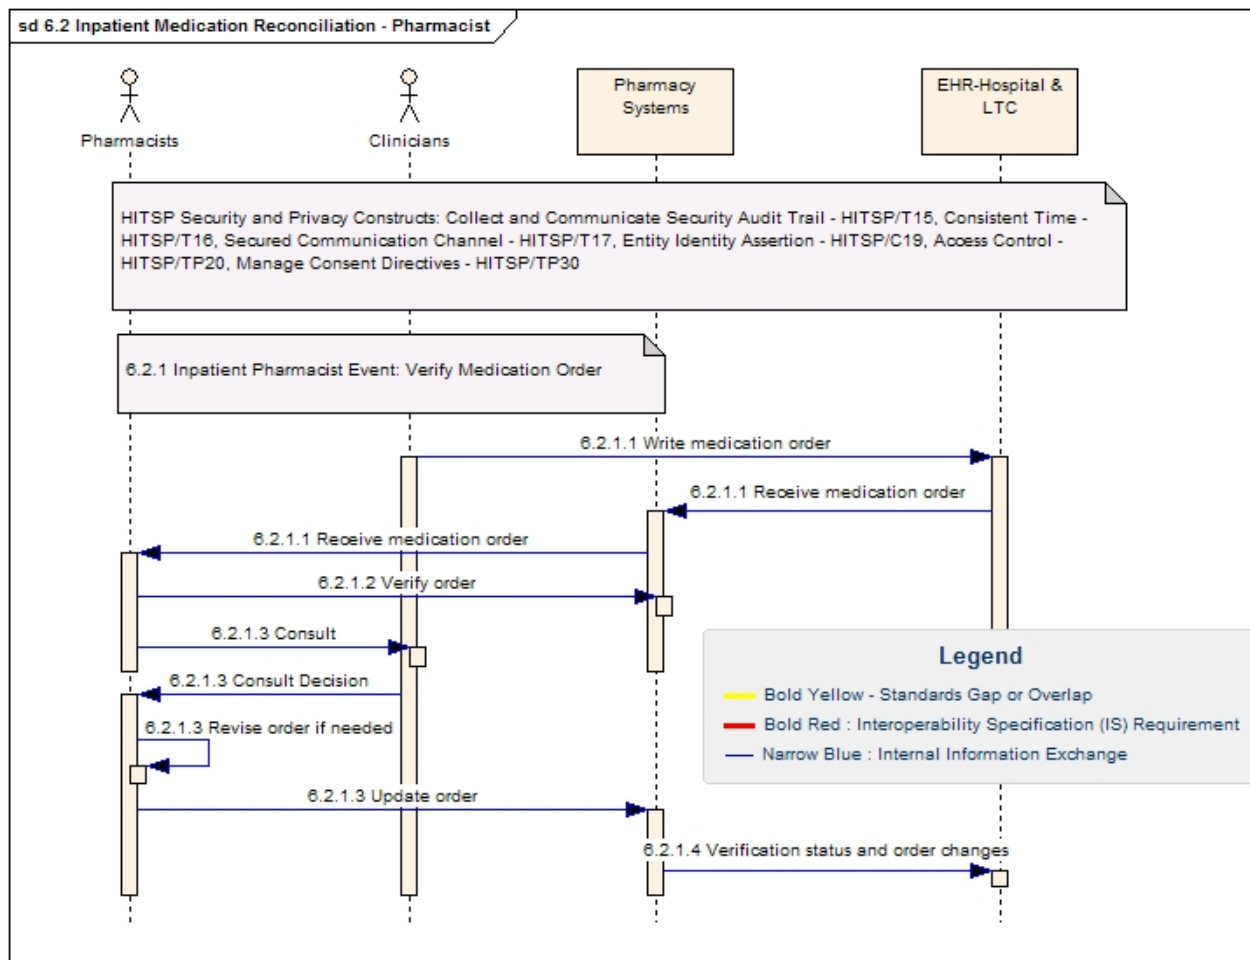 sd 6.2 Inpatient Medication Reconciliation - Pharmacist
Pharmacists
Clinicians
Pharmacy
Systems
EHR-Hospital &
LTC
HITSP Security and Privacy Constructs: Collect and Communicate Security Audit Trail - HITSP/T15, Consistent Time -
HITSP/T16, Secured Communication Channel - HITSP/T17, Entity Identity Assertion - HITSP/C19, Access Control -
HITSP/TP20, Manage Consent Directives - HITSP/TP30
6.2.1 Inpatient Pharmacist Event: Verify Medication Order
6.2.1.1 Write medication order
6.2.1.1 Receive medication order
6.2.1.1 Receive medication order
6.2.1.2 Verify order
6.2.1.3 Consult
6.2.1.3 Consult Decision
6.2.1.3 Revise order if needed
6.2.1.3 Update order
6.2.1.4 Verification status and order changes
Legend
Bold Yellow - Standards Gap or Overlap
Bold Red : Interoperability Specification (IS) Requirement
Narrow Blue : Internal Information Exchange